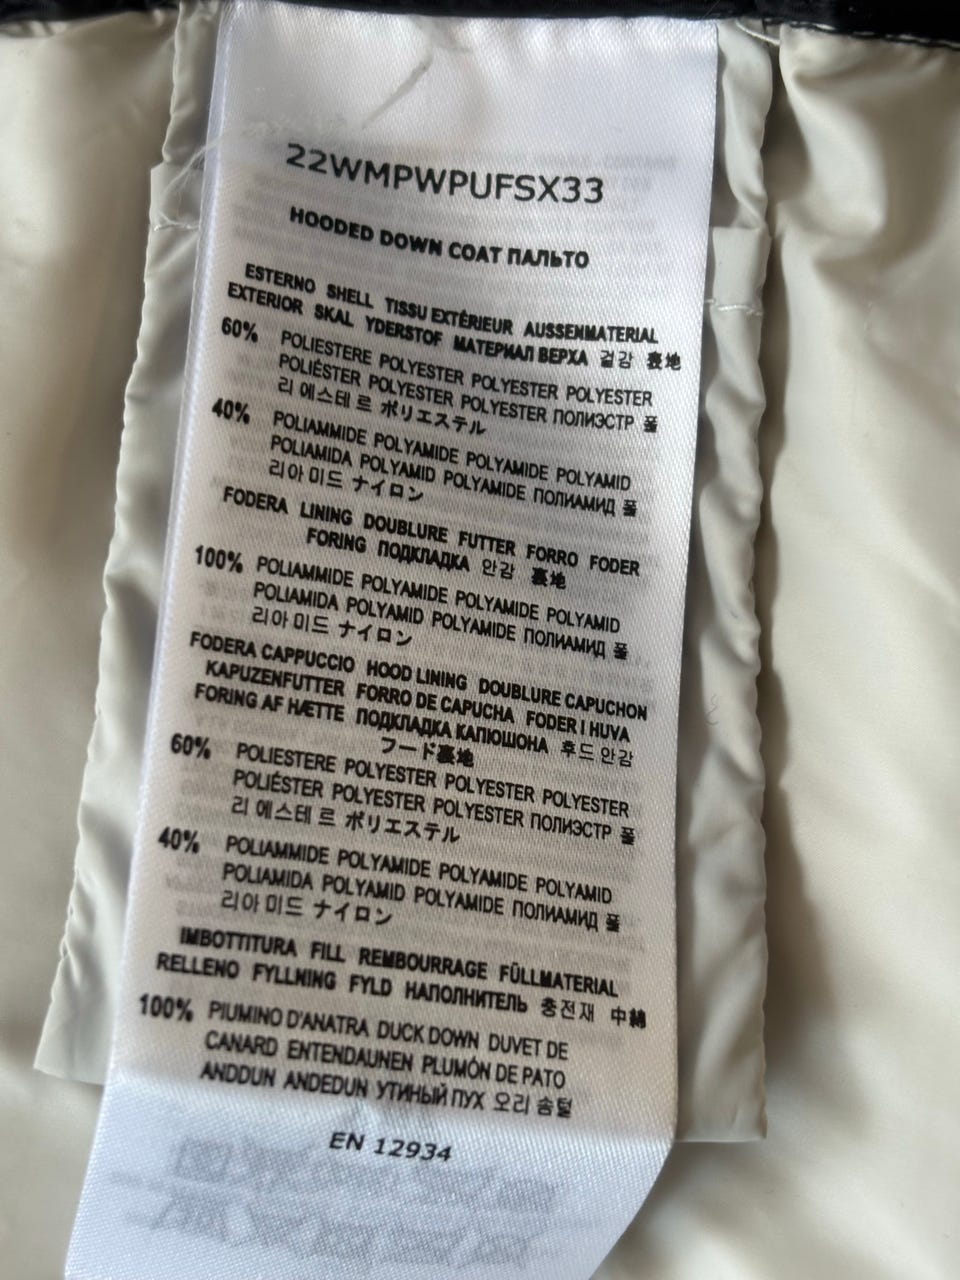 22WMPWPUFSX33
HOODED DOWN COAT ПАЛЬТО
ESTERNO SHELL TISSU EXTÉRIEUR AUSSENMATERIAL
EXTERIOR SKAL YDERSTOF МАТЕРИАЛ ВЕРХА 겉감 表地
60% POLIESTERE POLYESTER POLYESTER POLYESTER
POLIÉSTER POLYESTER POLYESTER ПОЛИЭСТР 폴
리에스테르 ポリエステル
40% POLIAMMIDE POLYAMIDE POLYAMIDE POLYAMID
POLIAMIDA POLYAMID POLYAMIDE ПОЛИАМИД 폴
리아미드 ナイロン
FODERA LINING DOUBLURE FUTTER FORRO FODER
FORING ПОДКЛАДКА 안감 裏地
100% POLIAMMIDE POLYAMIDE POLYAMIDE POLYAMID
POLIAMIDA POLYAMID POLYAMIDE ПОЛИАМИД 폴
리아미드 ナイロン
FODERA CAPPUCCIO HOOD LINING DOUBLURE CAPUCHON
KAPUZENFUTTER FORRO DE CAPUCHA FODER I HUVA
FORING AF HÆTTE ПОДКЛАДКА КАПЮШОНА 후드 안감
フード裏地
60% POLIESTERE POLYESTER POLYESTER POLYESTER
POLIÉSTER POLYESTER POLYESTER ПОЛИЭСТР 폴
리에스테르 ポリエステル
40% POLIAMMIDE POLYAMIDE POLYAMIDE POLYAMID
POLIAMIDA POLYAMID POLYAMIDE ПОЛИАМИД 폴
리아미드 ナイロン
IMBOTTITURA FILL REMBOURRAGE FÜLLMATERIAL
RELLENO FYLLNING FYLD НАПОЛНИТЕЛЬ 충전재 中綿
100% PIUMINO D'ANATRA DUCK DOWN DUVET DE
CANARD ENTENDAUNEN PLUMÓN DE PATO
ANDDUN ANDEDUN УТИНЫЙ ПУХ 오리 솜털
EN 12934